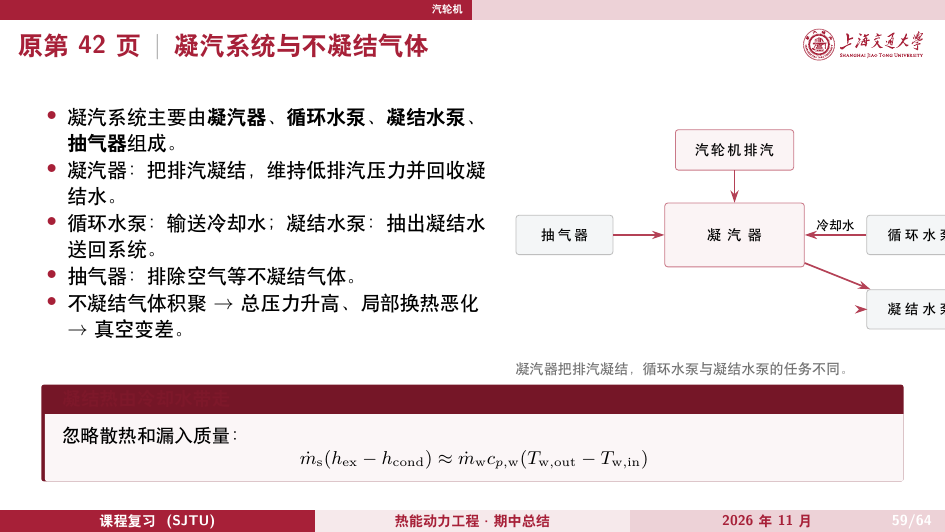 汽轮机
原第 42 页 | 凝汽系统与不凝结气体
上海交通大学
SHANGHAI JIAO TONG UNIVERSITY
• 凝汽系统主要由凝汽器、循环水泵、凝结水泵、
抽气器组成。
• 凝汽器：把排汽凝结，维持低排汽压力并回收凝
结水。
• 循环水泵：输送冷却水；凝结水泵：抽出凝结水
送回系统。
• 抽气器：排除空气等不凝结气体。
• 不凝结气体积聚 → 总压力升高、局部换热恶化
→ 真空变差。
汽轮机排汽
抽气器
凝汽器
冷却水
循环水
凝结水
凝汽器把排汽凝结，循环水泵与凝结水泵的任务不同。
忽略散热和漏入质量：
ṁ_s(h_ex − h_cond) ≈ ṁ_w c_p,w(T_w,out − T_w,in)
课程复习 (SJTU)
热能动力工程 · 期中总结
2026 年 11 月
59/64